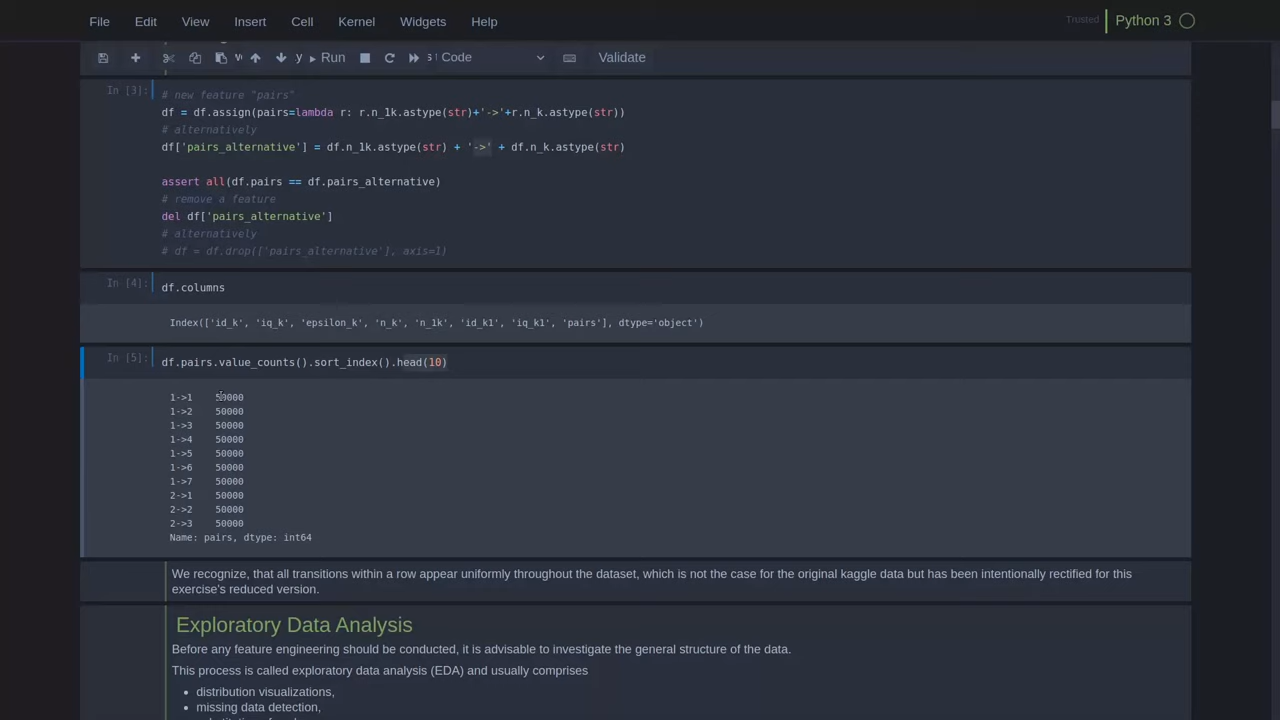 File Edit View Insert Cell Kernel Widgets Help Trusted Python 3
Run Code Validate
In [3]:
# new feature "pairs"
df = df.assign(pairs=lambda r: r.n_1k.astype(str)+'->'+r.n_k.astype(str))
# alternatively
df['pairs_alternative'] = df.n_1k.astype(str) + '->' + df.n_k.astype(str)
assert all(df.pairs == df.pairs_alternative)
# remove a feature
del df['pairs_alternative']
# alternatively
# df = df.drop(['pairs_alternative'], axis=1)
In [4]:
df.columns
Index(['id_k', 'iq_k', 'epsilon_k', 'n_k', 'n_1k', 'id_k1', 'iq_k1', 'pairs'], dtype='object')
In [5]:
df.pairs.value_counts().sort_index().head(10)
1->1 50000
1->2 50000
1->3 50000
1->4 50000
1->5 50000
1->6 50000
1->7 50000
2->1 50000
2->2 50000
2->3 50000
Name: pairs, dtype: int64
We recognize, that all transitions within a row appear uniformly throughout the dataset, which is not the case for the original kaggle data but has been intentionally rectified for this
exercise's reduced version.
Exploratory Data Analysis
Before any feature engineering should be conducted, it is advisable to investigate the general structure of the data.
This process is called exploratory data analysis (EDA) and usually comprises
distribution visualizations,
missing data detection,